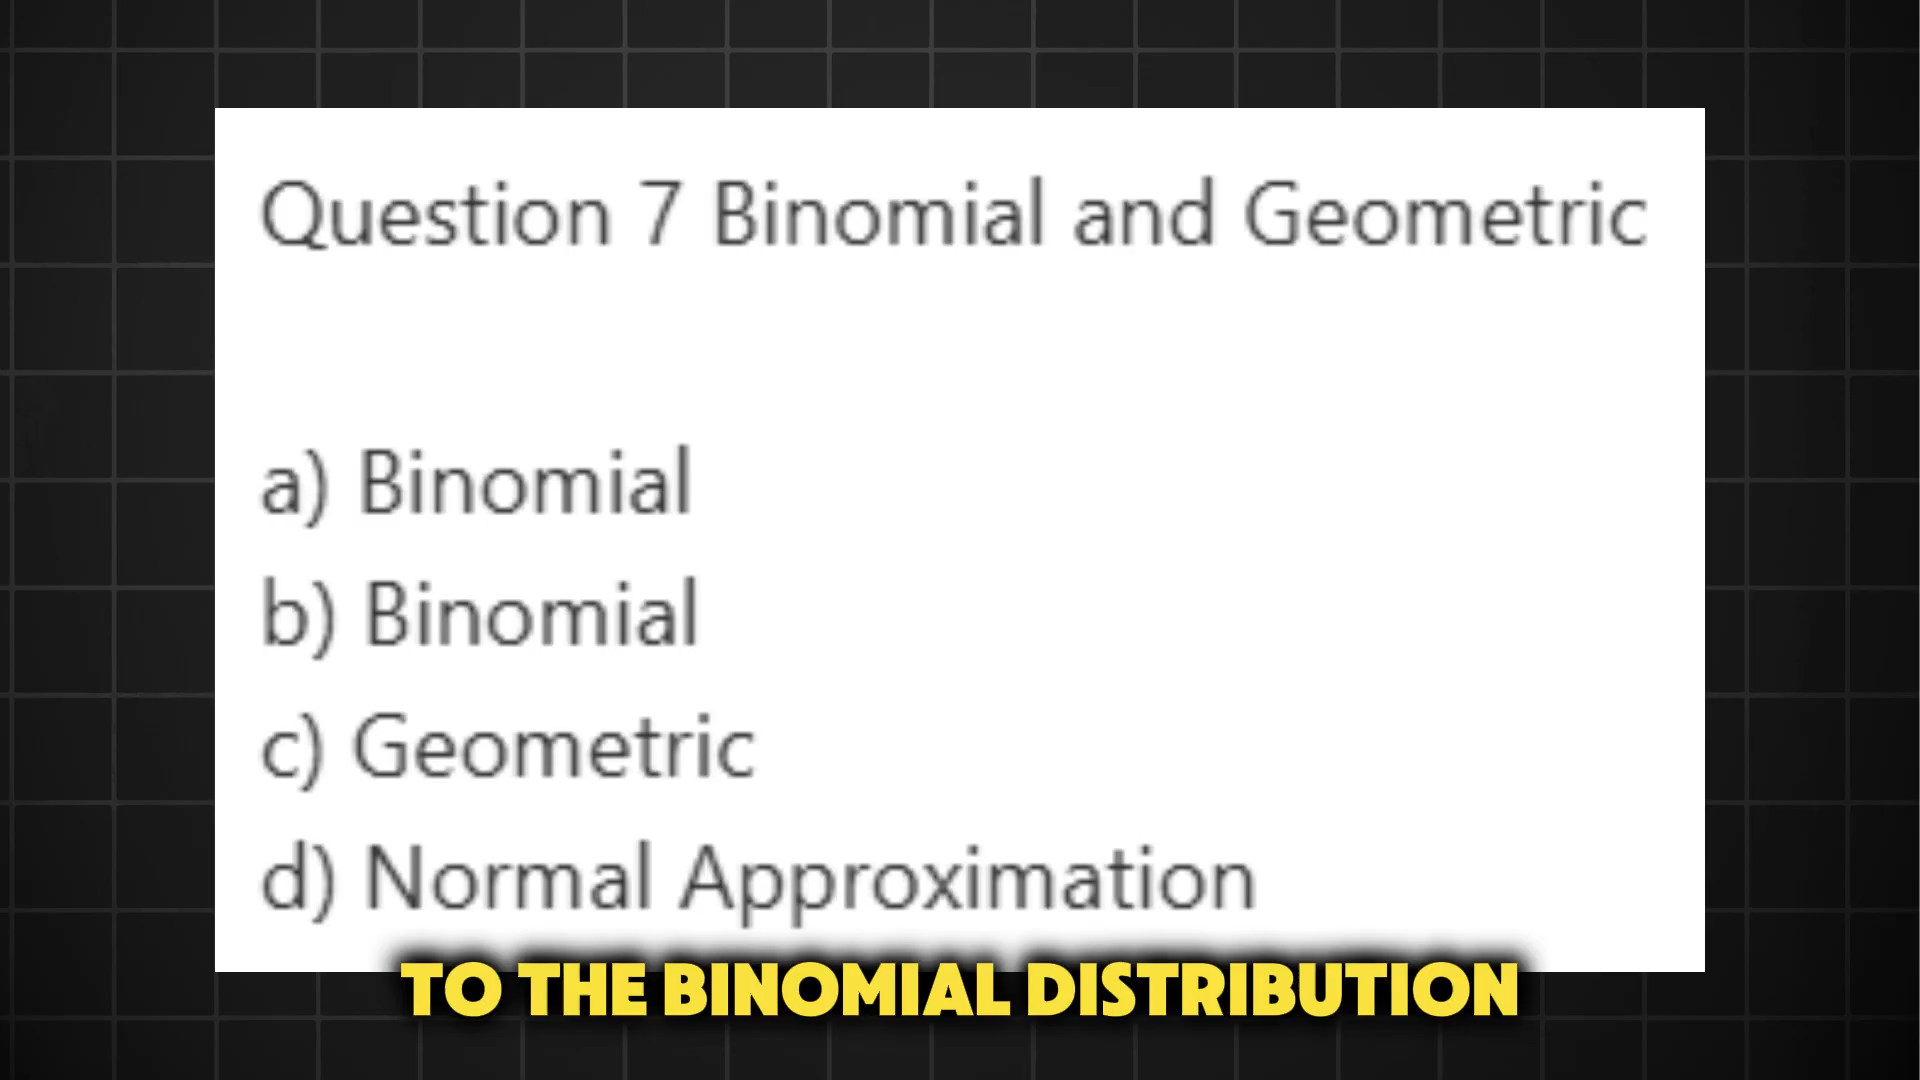 Question 7 Binomial and Geometric
a) Binomial
b) Binomial
c) Geometric
d) Normal Approximation
TO THE BINOMIAL DISTRIBUTION